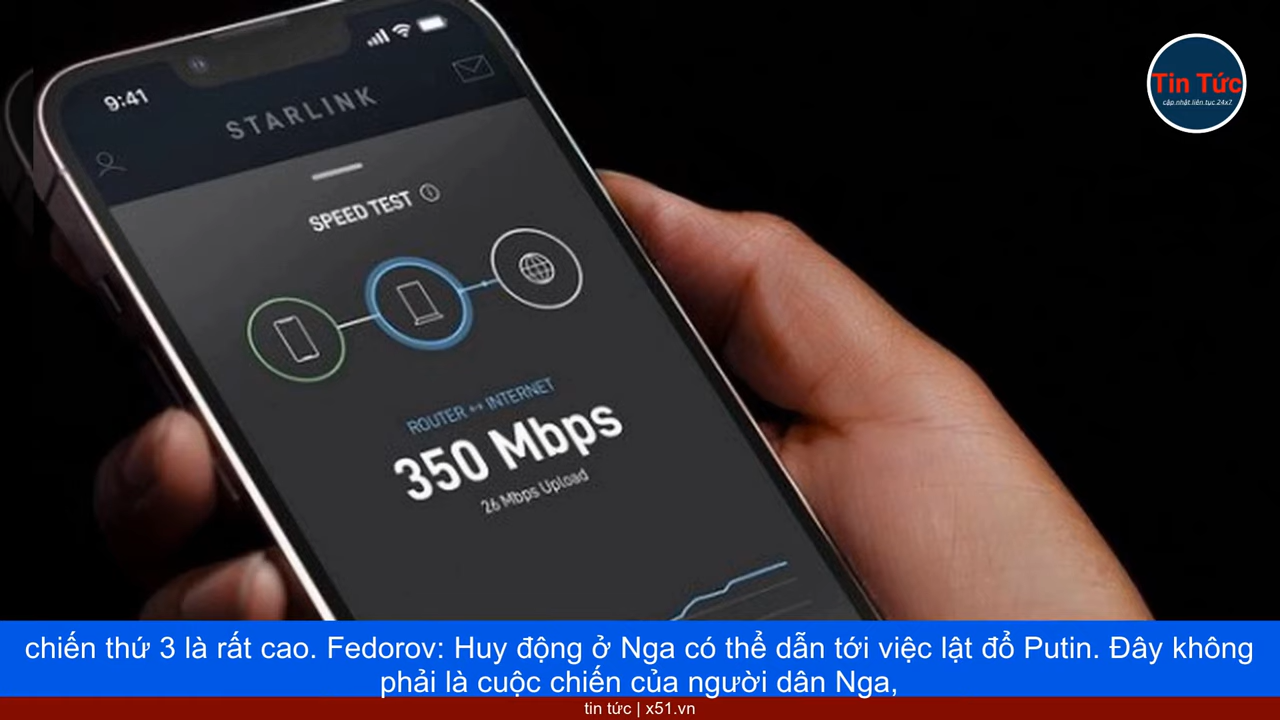 9:41
STARLINK
SPEED TEST
ROUTER ↔ INTERNET
350 Mbps
26 Mbps Upload
Tin Tức
cập nhật liên tục 24x7
chiến thứ 3 là rất cao. Fedorov: Huy động ở Nga có thể dẫn tới việc lật đổ Putin. Đây không
phải là cuộc chiến của người dân Nga,
tin tức | x51.vn